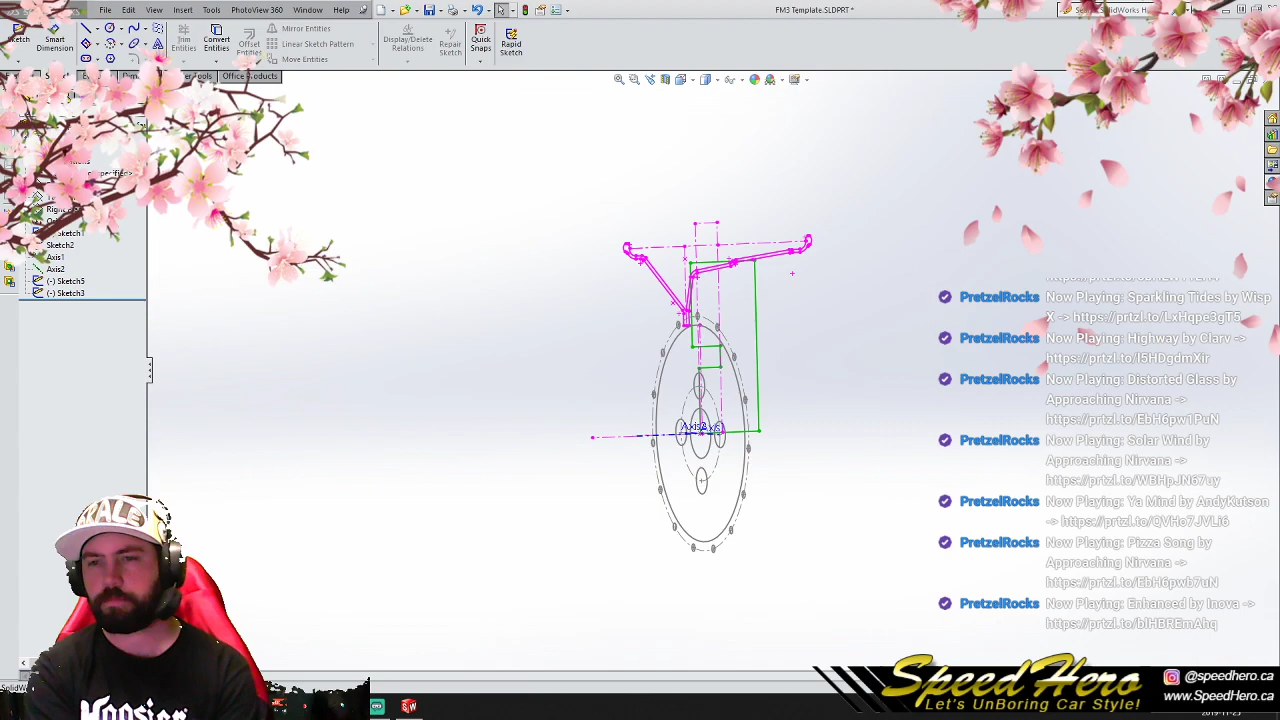 File Edit View Insert Tools PhotoView 360 Window Help
FM3 Template.SLDPRT *
Smart Dimension
Trim Entities
Convert Entities
Offset Entities
Mirror Entities
Linear Sketch Pattern
Move Entities
Display/Delete Relations
Repair Sketch
Quick Snaps
Rapid Sketch
Office Products
Sketch1
Sketch2
Axis1
Axis2
(-) Sketch5
(-) Sketch3
PretzelRocks Now Playing: Sparkling Tides by Wisp
X -> https://prtzl.to/LxHqpe3gT5
PretzelRocks Now Playing: Highway by Clarv ->
https://prtzl.to/l5HDgdmXir
PretzelRocks Now Playing: Distorted Glass by
Approaching Nirvana ->
https://prtzl.to/EbH6pw1PuN
PretzelRocks Now Playing: Solar Wind by
Approaching Nirvana ->
https://prtzl.to/WBHpJN67uy
PretzelRocks Now Playing: Ya Mind by AndyKutson
-> https://prtzl.to/QVHo7JVLi6
PretzelRocks Now Playing: Pizza Song by
Approaching Nirvana ->
https://prtzl.to/EbH6pwb7uN
PretzelRocks Now Playing: Enhanced by Inova ->
https://prtzl.to/blHBREmAhq
SpeedHero
Let's UnBoring Car Style!
@speedhero.ca
www.SpeedHero.ca
Hoosier